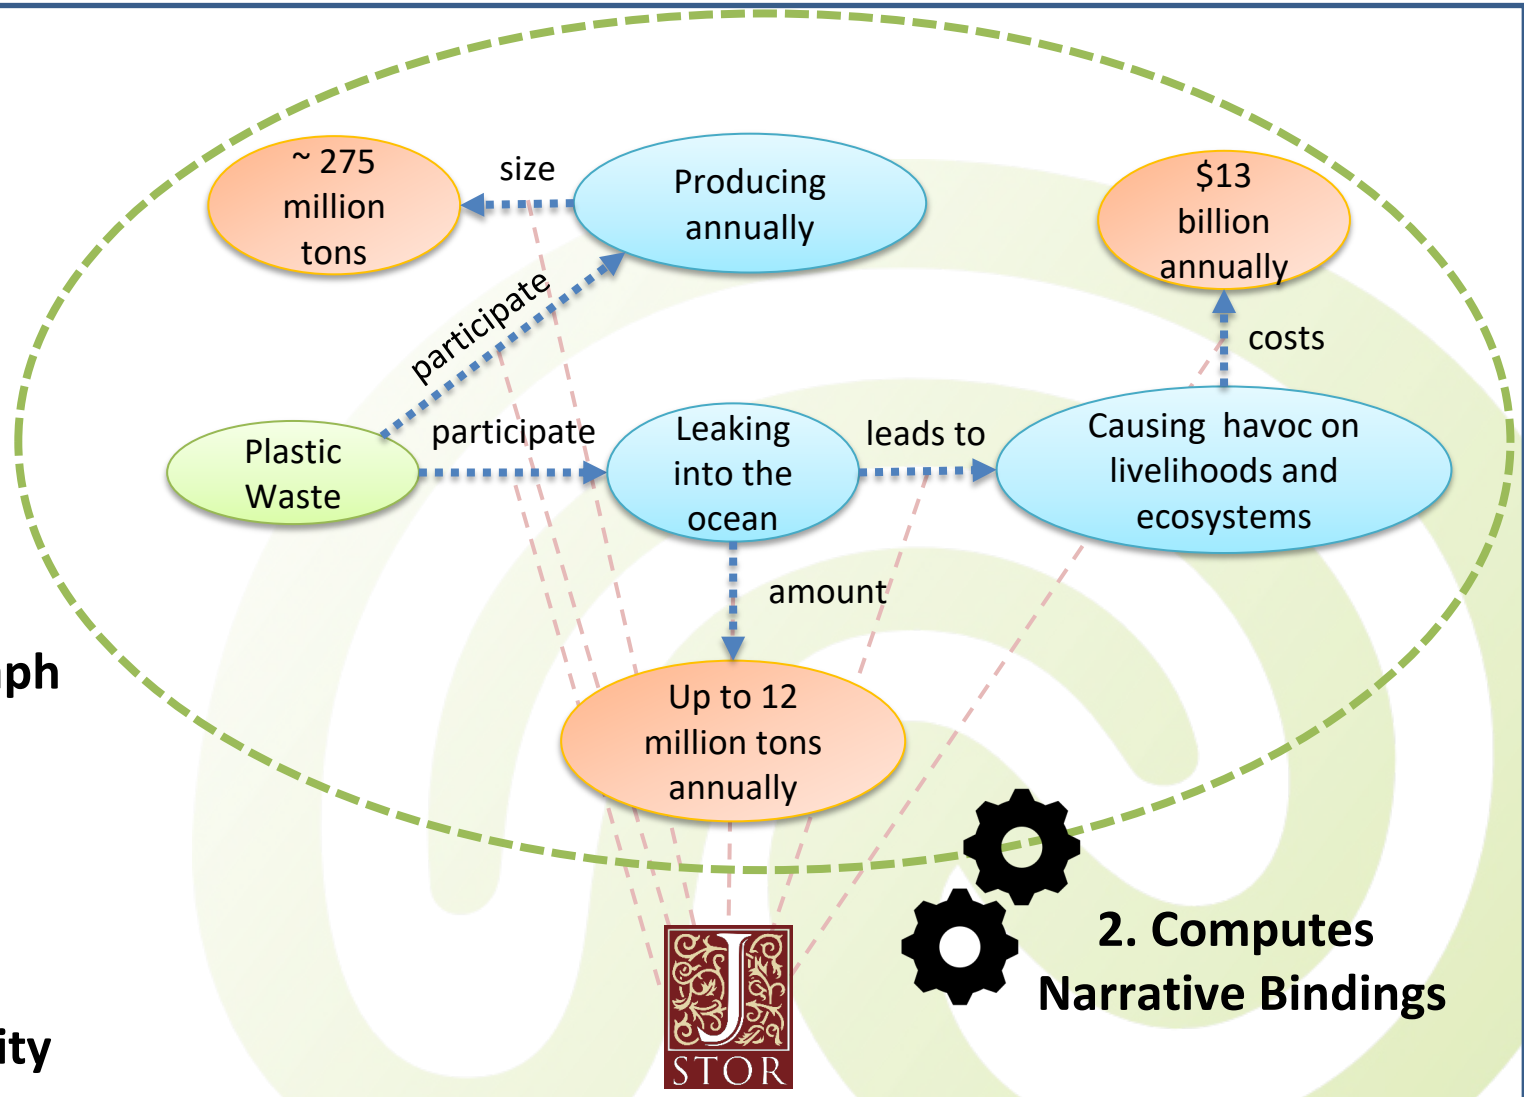 ~ 275
million
tons
size
Producing
annually
$13
billion
annually
participate
costs
Plastic
Waste
participate
Leaking
into the
ocean
leads to
Causing  havoc on
livelihoods and
ecosystems
amount
Up to 12
million tons
annually
2. Computes
Narrative Bindings
J
STOR